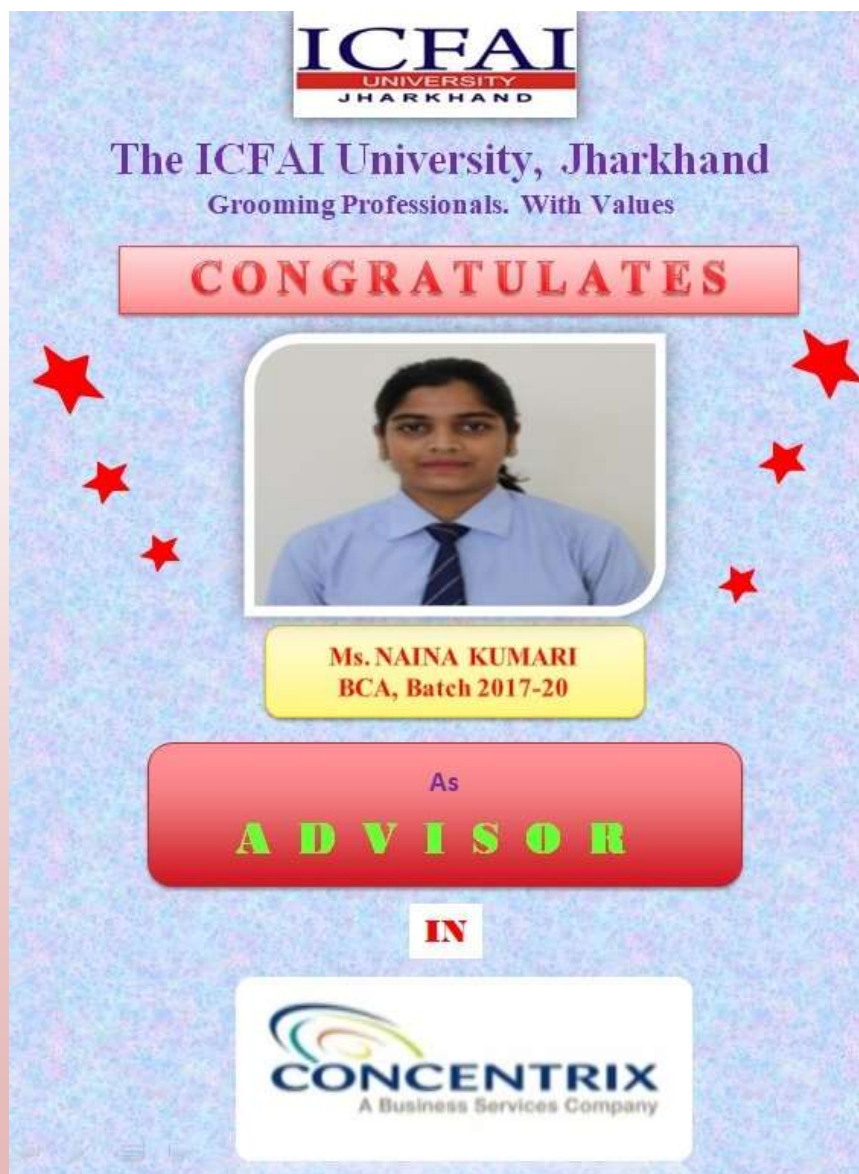 ICFAI
UNIVERSITY
JHARKHAND
The ICFAI University, Jharkhand
Grooming Professionals. With Values
CONGRATULATES
Ms. NAINA KUMARI
BCA, Batch 2017-20
As
ADVISOR
IN
CONCENTRIX
A Business Services Company